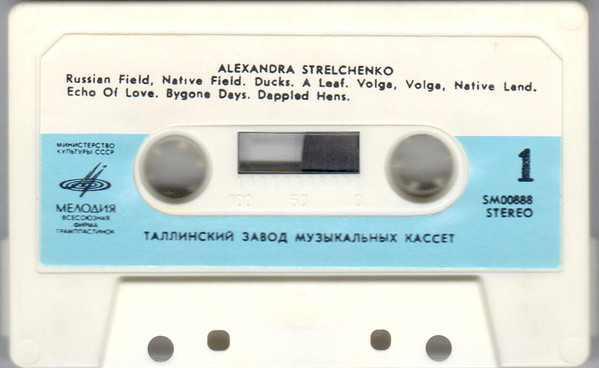 ALEXANDRA STRELCHENKO
Russian Field, Native Field. Ducks. A Leaf. Volga, Volga, Native Land.
Echo Of Love. Bygone Days. Dappled Hens.
МИНИСТЕРСТВО
КУЛЬТУРЫ СССР
МЕЛОДИЯ
ВСЕСОЮЗНАЯ
ФИРМА
ГРАМПЛАСТИНОК
100 50 0
1
SM00888
STEREO
ТАЛЛИНСКИЙ ЗАВОД МУЗЫКАЛЬНЫХ КАССЕТ